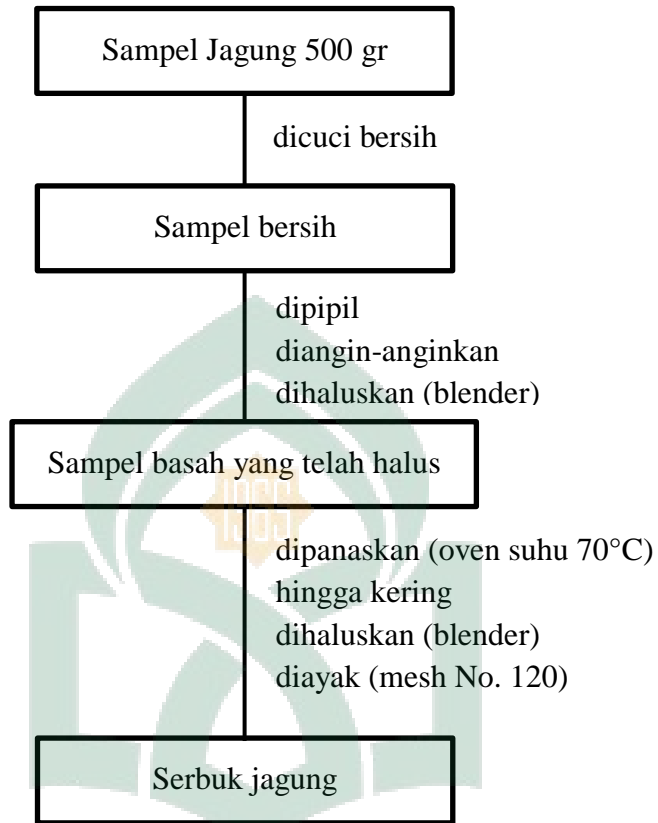 Sampel Jagung 500 gr
dicuci bersih
Sampel bersih
dipipil
diangin-anginkan
dihaluskan (blender)
Sampel basah yang telah halus
1965
dipanaskan (oven suhu 70°C)
hingga kering
dihaluskan (blender)
diayak (mesh No. 120)
Serbuk jagung